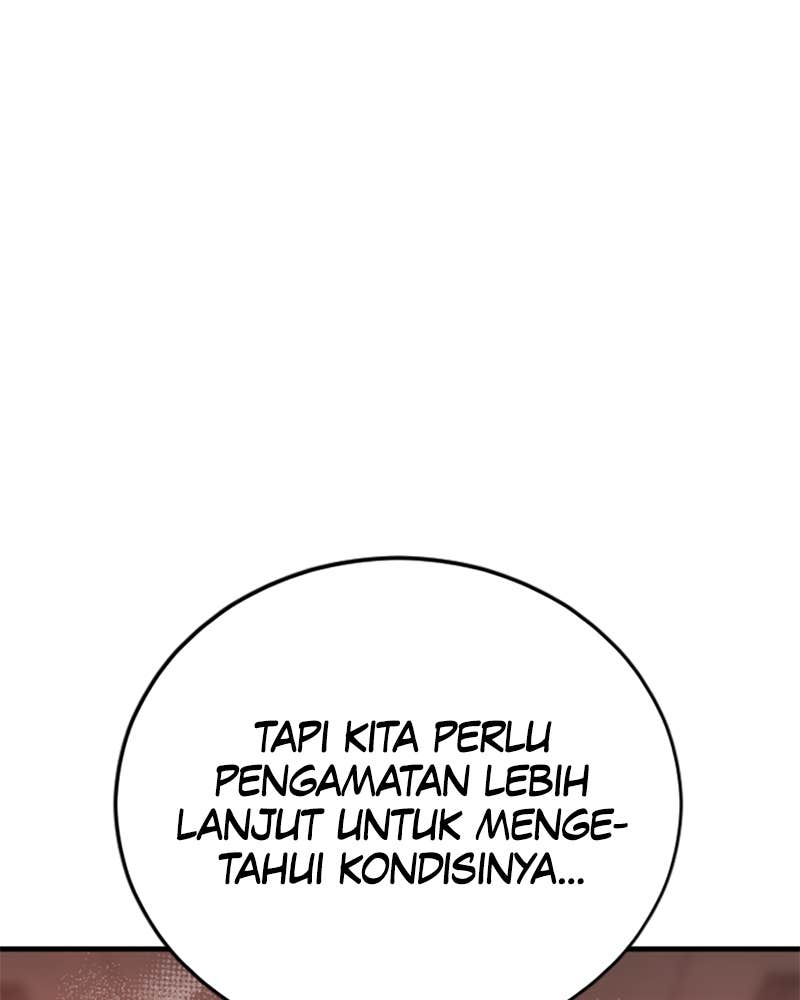 TAPI KITA PERLU
PENGAMATAN LEBIH
LANJUT UNTUK MENGE-
TAHUI KONDISINYA...